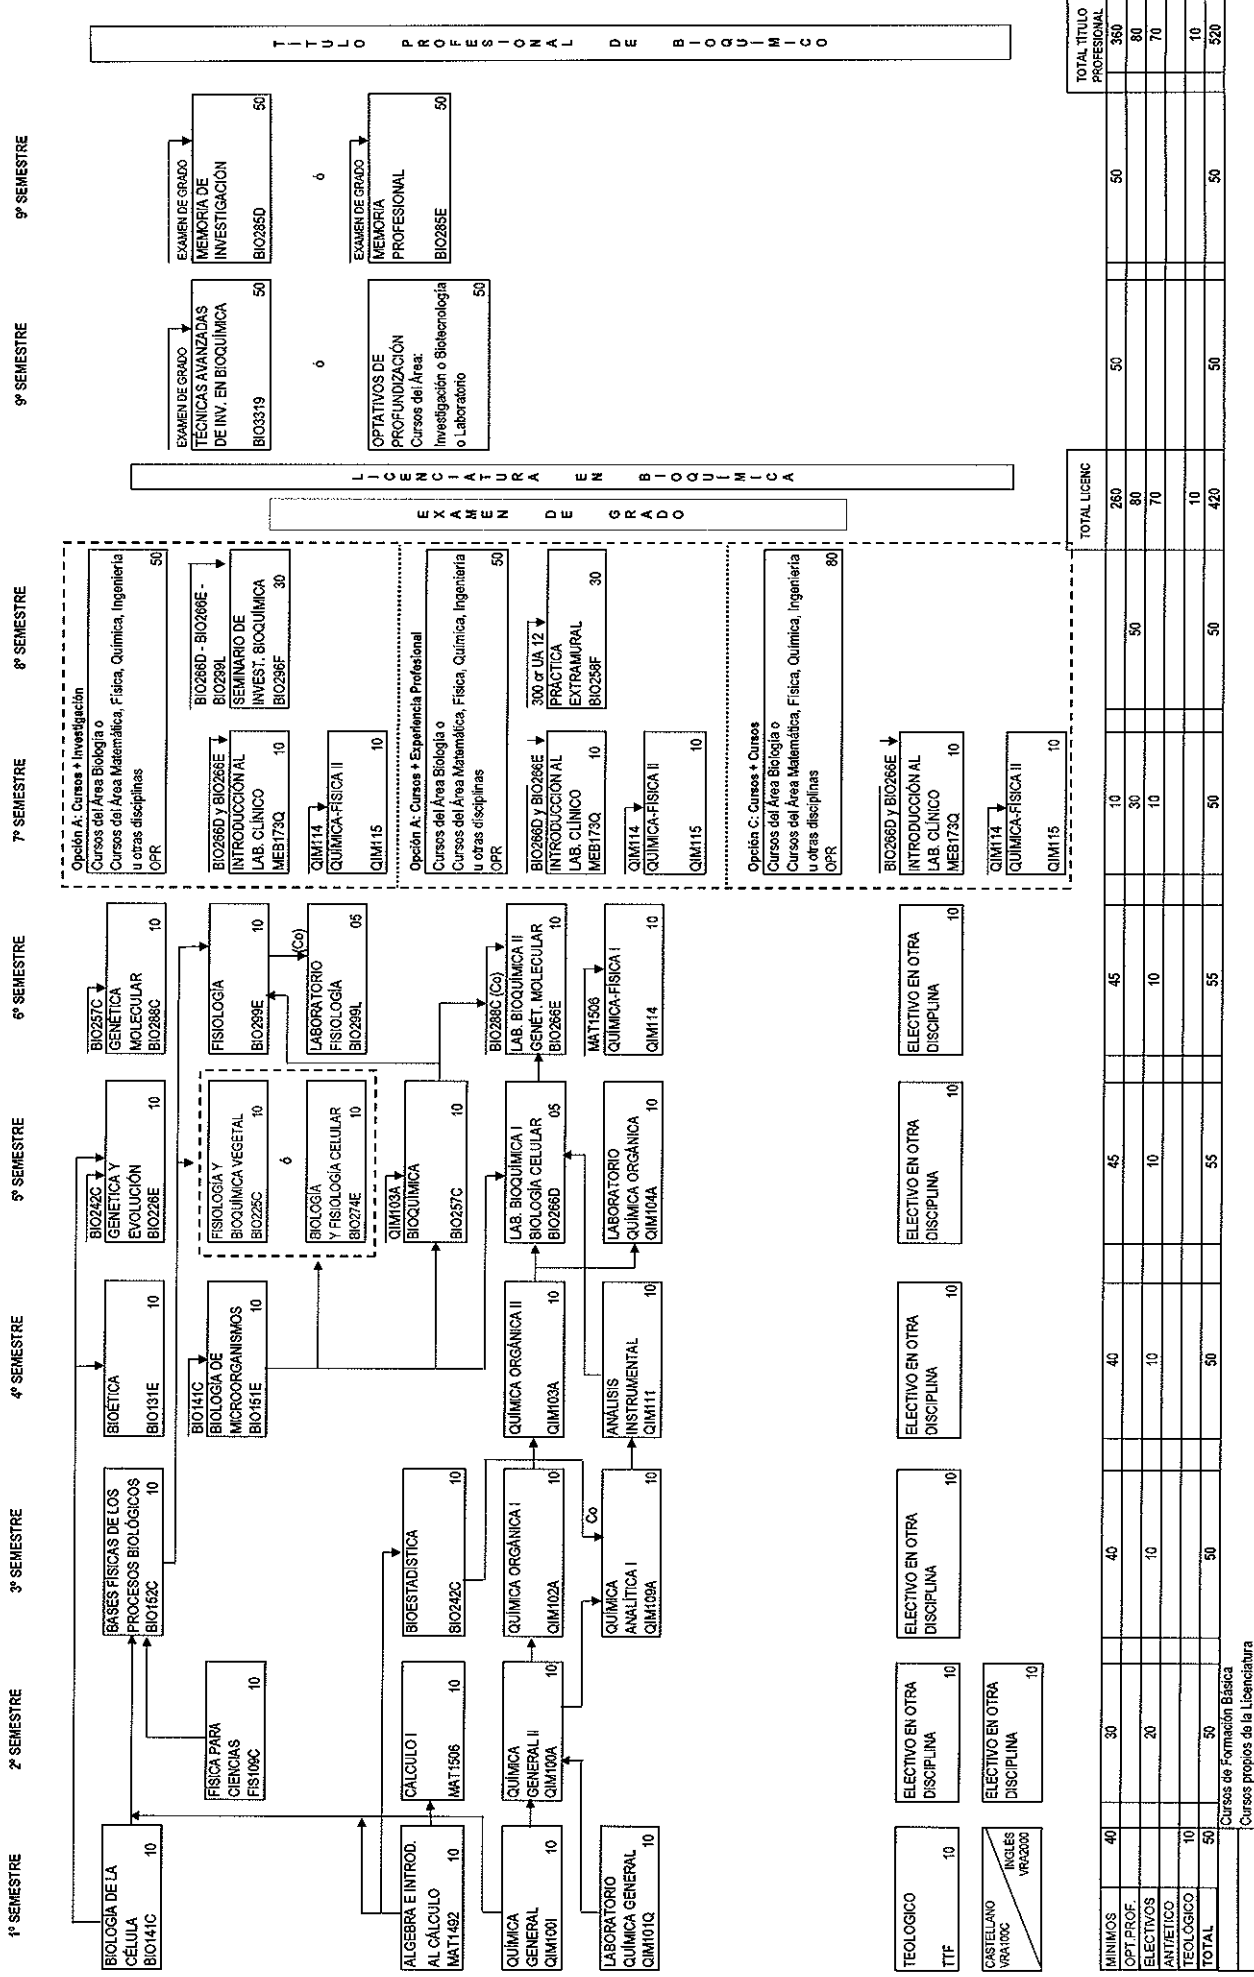 1º SEMESTRE
2º SEMESTRE
3º SEMESTRE
4º SEMESTRE
5º SEMESTRE
6º SEMESTRE
7º SEMESTRE
8º SEMESTRE
9º SEMESTRE
9º SEMESTRE
BIOLOGÍA DE LA
CÉLULA 10
BIO141C
ALGEBRA E INTROD.
AL CÁLCULO 10
MAT1492
QUÍMICA
GENERAL 10
QIM100I
LABORATORIO
QUÍMICA GENERAL 10
QIM101Q
TEOLOGICO
10
TTF
CASTELLANO
VRA100C
INGLÉS
VRA2000
FÍSICA PARA
CIENCIAS
FIS109C 10
CÁLCULO I
10
MAT1506
QUÍMICA
GENERAL II 10
QIM100A
ELECTIVO EN OTRA
DISCIPLINA 10
ELECTIVO EN OTRA
DISCIPLINA 10
BASES FÍSICAS DE LOS
PROCESOS BIOLÓGICOS
BIO152C 10
BIOESTADÍSTICA
10
BIO242C
QUÍMICA ORGÁNICA I
10
QIM102A
Co
QUÍMICA
ANALÍTICA I 10
QIM109A
ELECTIVO EN OTRA
DISCIPLINA 10
BIOÉTICA
10
BIO131E
BIO141C
BIOLOGÍA DE
MICROORGANISMOS
BIO151E 10
QUÍMICA ORGÁNICA II
10
QIM103A
ANÁLISIS
INSTRUMENTAL 10
QIM111
ELECTIVO EN OTRA
DISCIPLINA 10
BIO242C
GENÉTICA Y
EVOLUCIÓN 10
BIO226E
FISIOLOGÍA Y
BIOQUÍMICA VEGETAL
BIO225C 10
ó
BIOLOGÍA
Y FISIOLOGÍA CELULAR
BIO274E 10
QIM103A
BIOQUÍMICA
10
BIO257C
LAB. BIOQUÍMICA I
BIOLOGÍA CELULAR
BIO266D 05
LABORATORIO
QUÍMICA ORGÁNICA
QIM104A 10
ELECTIVO EN OTRA
DISCIPLINA 10
BIO257C
GENÉTICA
MOLECULAR 10
BIO288C
FISIOLOGÍA
10
BIO299E
(Co)
LABORATORIO
FISIOLOGÍA 05
BIO299L
BIO288C (Co)
LAB. BIOQUÍMICA II
GENÉT. MOLECULAR
BIO266E 10
MAT1506
QUÍMICA-FÍSICA I
10
QIM114
ELECTIVO EN OTRA
DISCIPLINA 10
Opción A: Cursos + Investigación
Cursos del Área Biología o
Cursos del Área Matemática, Física, Química, Ingeniería
u otras disciplinas
OPR 50
BIO266D y BIO266E
INTRODUCCIÓN AL
LAB. CLÍNICO 10
MEB173Q
QIM114
QUÍMICA-FÍSICA II
10
QIM115
BIO266D - BIO266E -
BIO299L
SEMINARIO DE
INVEST. BIOQUÍMICA
BIO296F 30
Opción A: Cursos + Experiencia Profesional
Cursos del Área Biología o
Cursos del Área Matemática, Física, Química, Ingeniería
u otras disciplinas
OPR 50
BIO266D y BIO266E
INTRODUCCIÓN AL
LAB. CLÍNICO 10
MEB173Q
QIM114
QUÍMICA-FÍSICA II
10
QIM115
300 or UA 12
PRÁCTICA
EXTRAMURAL 30
BIO258F
Opción C: Cursos + Cursos
Cursos del Área Biología o
Cursos del Área Matemática, Física, Química, Ingeniería
u otras disciplinas
OPR 80
BIO266D y BIO266E
INTRODUCCIÓN AL
LAB. CLÍNICO 10
MEB173Q
QIM114
QUÍMICA-FÍSICA II
10
QIM115
EXAMEN DE GRADO
LICENCIATURA EN BIOQUÍMICA
EXAMEN DE GRADO
TÉCNICAS AVANZADAS
DE INV. EN BIOQUÍMICA
BIO3319 50
ó
OPTATIVOS DE
PROFUNDIZACIÓN
Cursos del Área:
Investigación o Biotecnología
o Laboratorio 50
EXAMEN DE GRADO
MEMORIA DE
INVESTIGACIÓN
BIO285D 50
ó
EXAMEN DE GRADO
MEMORIA
PROFESIONAL
BIO285E 50
TÍTULO PROFESIONAL DE BIOQUÍMICO
TOTAL LICENC
TOTAL TÍTULO
PROFESIONAL
MINIMOS 40 30 40 40 45 45 10 260 50 50 360
OPT.PROF. 30 50 80 80
ELECTIVOS 20 10 10 10 10 10 70 70
ANT/ETICO
TEOLÓGICO 10 10 10
TOTAL 50 50 50 50 55 55 50 50 420 50 50 520
Cursos de Formación Básica
Cursos propios de la Licenciatura